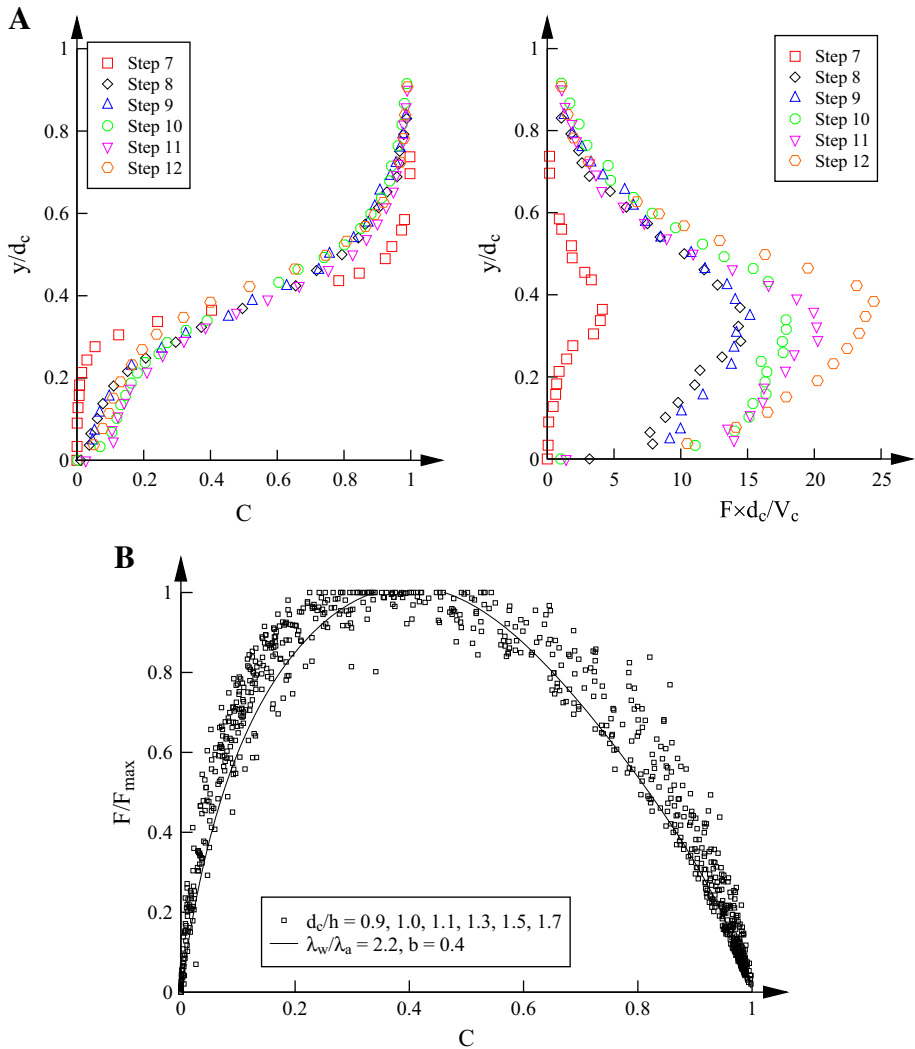 A
1
0.8
0.6
0.4
0.2
0
y/d_c
0
0.2
0.4
0.6
0.8
1
C
Step 7
Step 8
Step 9
Step 10
Step 11
Step 12
1
0.8
0.6
0.4
0.2
0
y/d_c
0
5
10
15
20
25
F×d_c/V_c
Step 7
Step 8
Step 9
Step 10
Step 11
Step 12
B
1
0.8
0.6
0.4
0.2
0
F/F_max
0
0.2
0.4
0.6
0.8
1
C
d_c/h = 0.9, 1.0, 1.1, 1.3, 1.5, 1.7
λ_w/λ_a = 2.2, b = 0.4